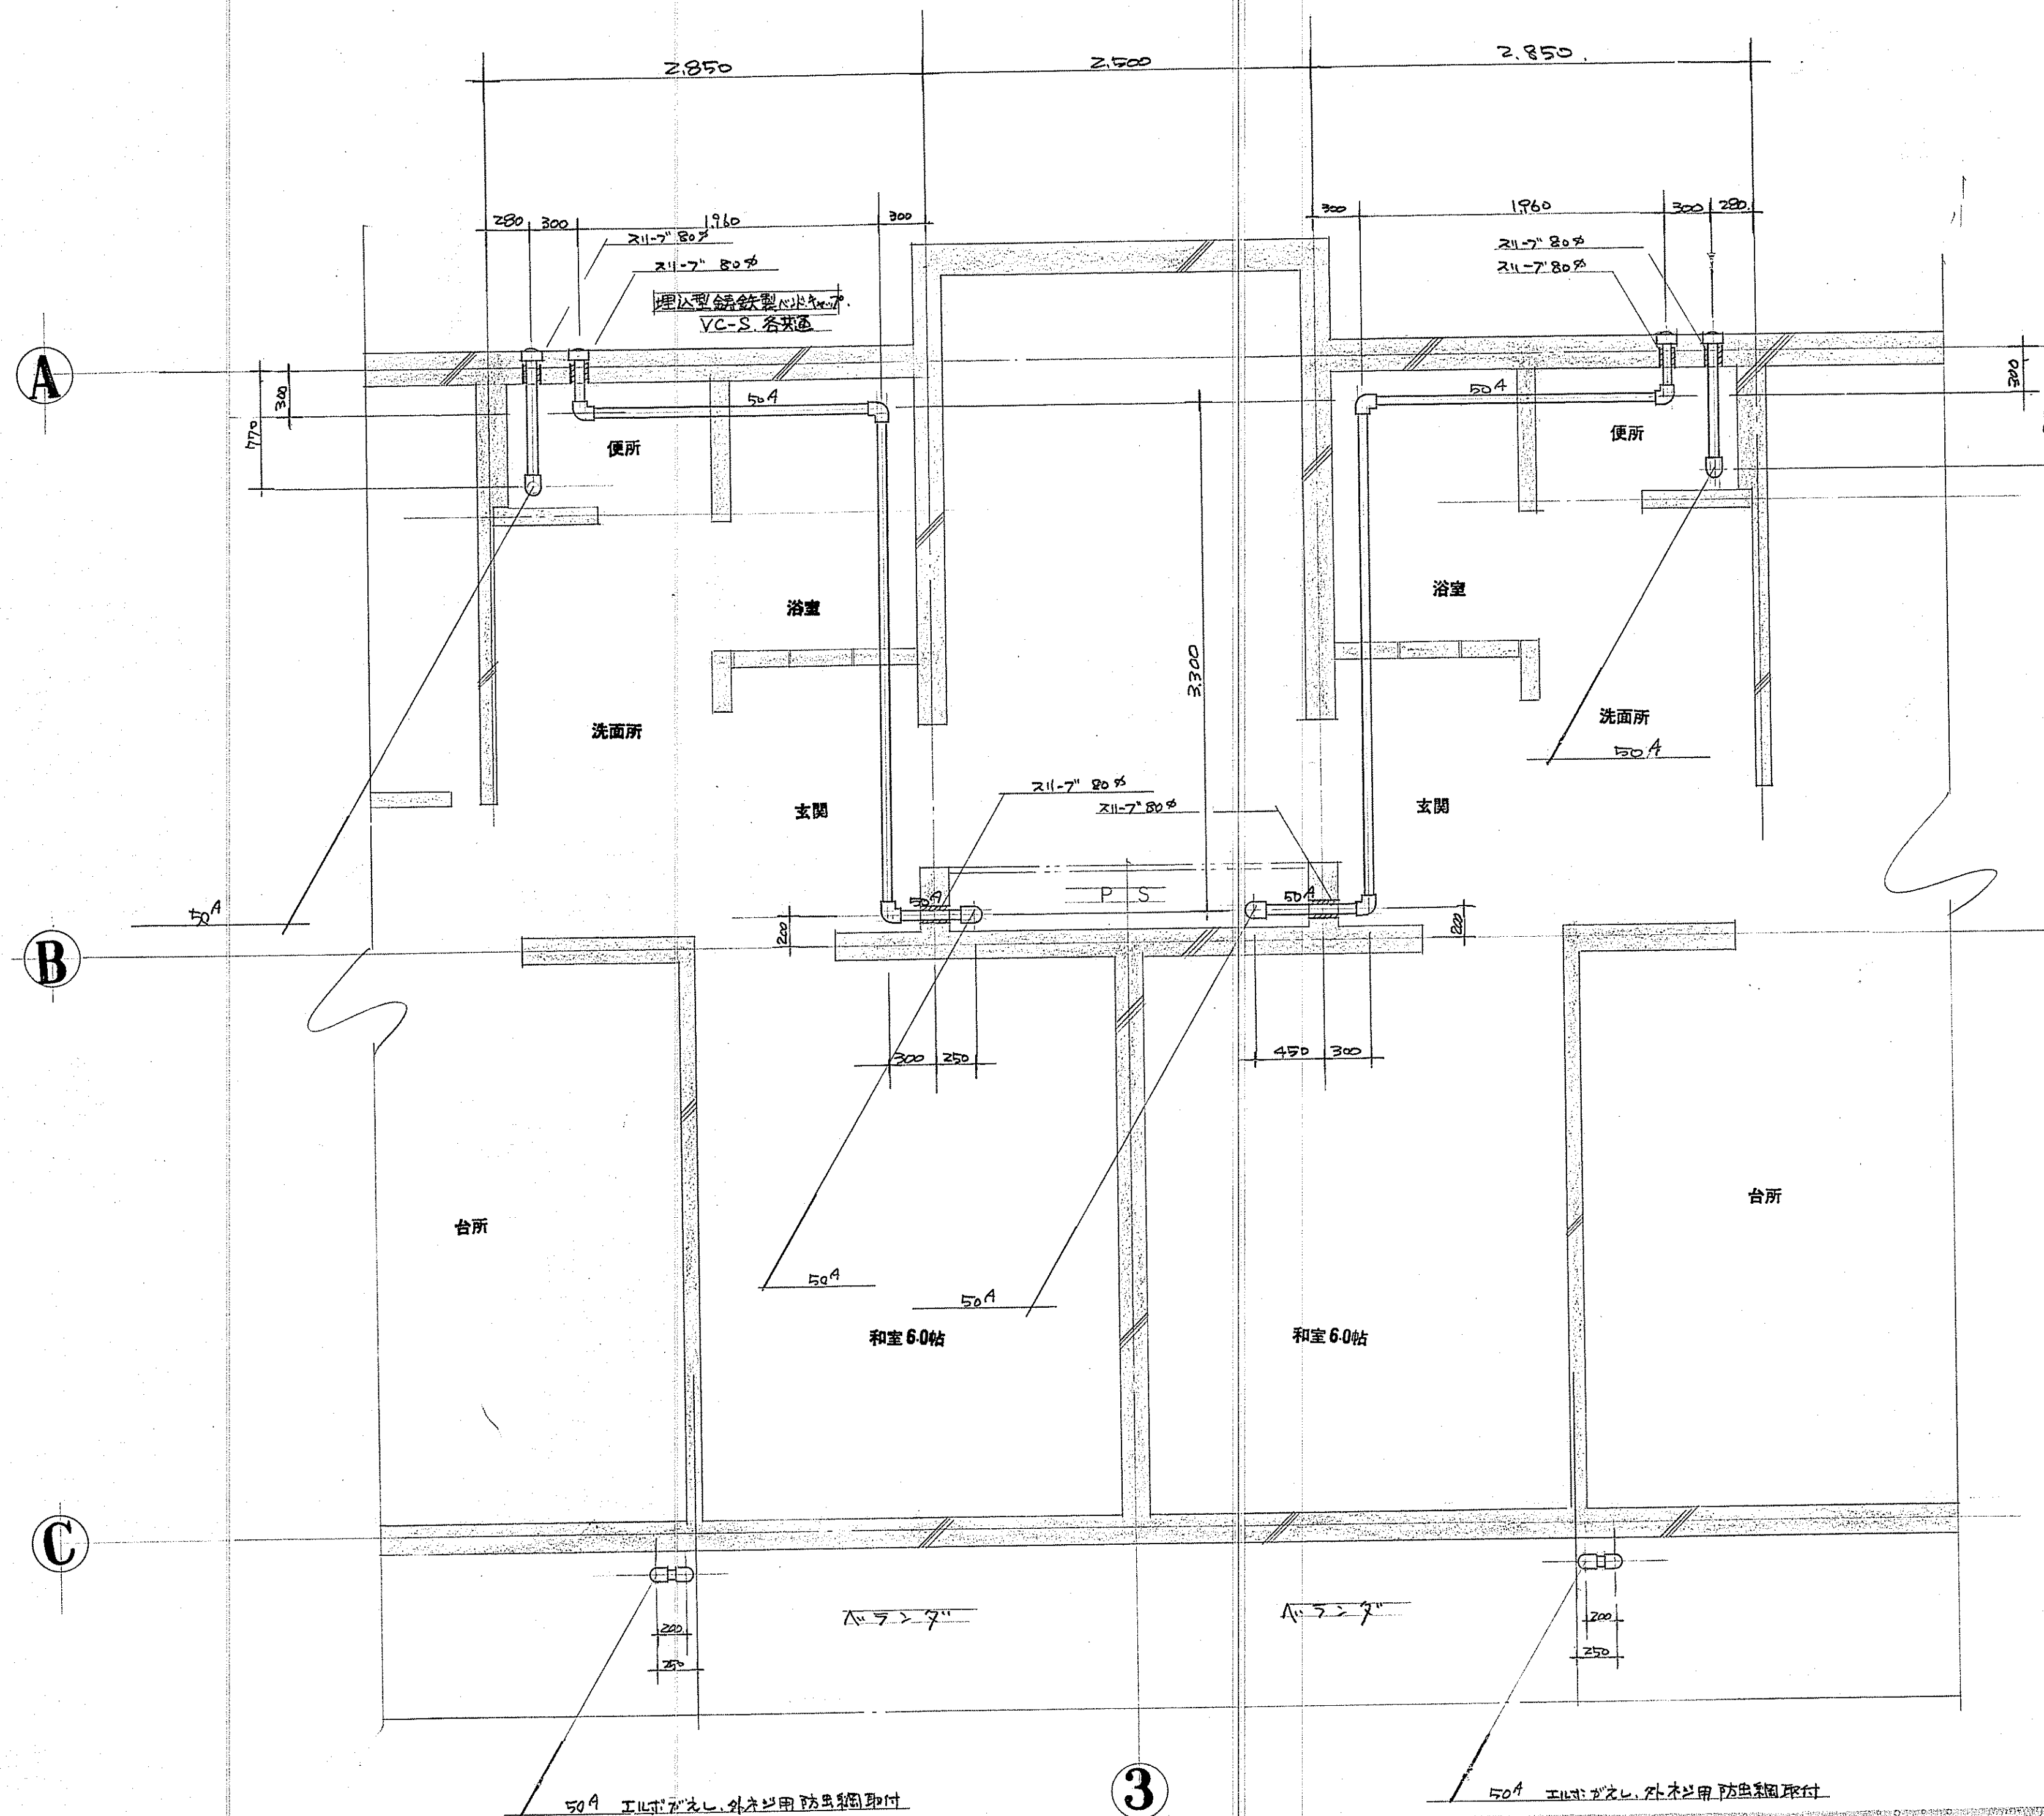 2,850
2,500
2,850
280
300
1,960
300
300
1,960
300
280
スリーブ 80φ
スリーブ 80φ
スリーブ 80φ
スリーブ 80φ
埋込型鋳鉄製ベントキャップ
VC-S. 各共通
A
300
770
300
50A
50A
便所
便所
浴室
浴室
3,300
洗面所
洗面所
50A
スリーブ 80φ
スリーブ 80φ
玄関
玄関
P S
50A
50A
50A
200
200
B
300
250
450
300
台所
台所
50A
50A
和室6.0帖
和室6.0帖
C
ベランダ
ベランダ
200
250
200
250
3
50A エルボがえし、外ネジ用防虫網取付
50A エルボがえし、外ネジ用防虫網取付